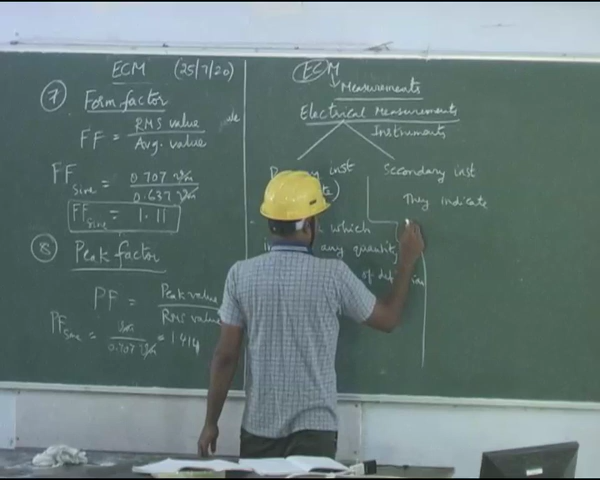 ECM (25/7/20)
7 Form factor
FF = RMS value / Avg. value
FF Sine = 0.707 Vm / 0.637 Vm
FF Sine = 1.11
8 Peak factor
PF = Peak value / RMS value
PF Sine = Vm / 0.707 Vm = 1.414
ECM
Measurements
Electrical Measurements
Instruments
inst
Secondary inst
They indicate
which
any quantity
of